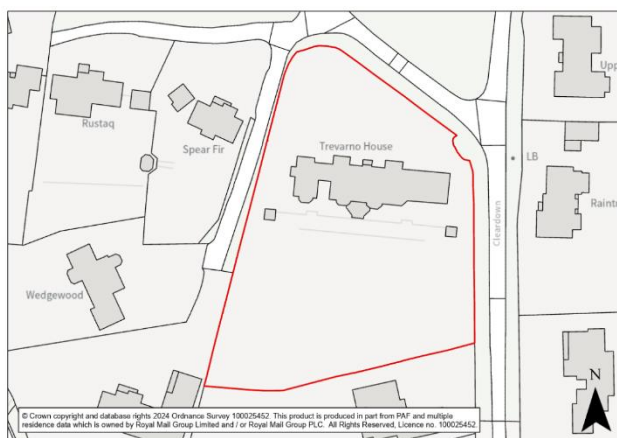 Upp
Rustaq
Spear Fir
Trevarno House
LB
Raintr
Cleardown
Wedgewood
N
© Crown copyright and database rights 2024 Ordnance Survey 100025452. This product is produced in part from PAF and multiple
residence data which is owned by Royal Mail Group Limited and / or Royal Mail Group PLC. All Rights Reserved, Licence no. 100025452.